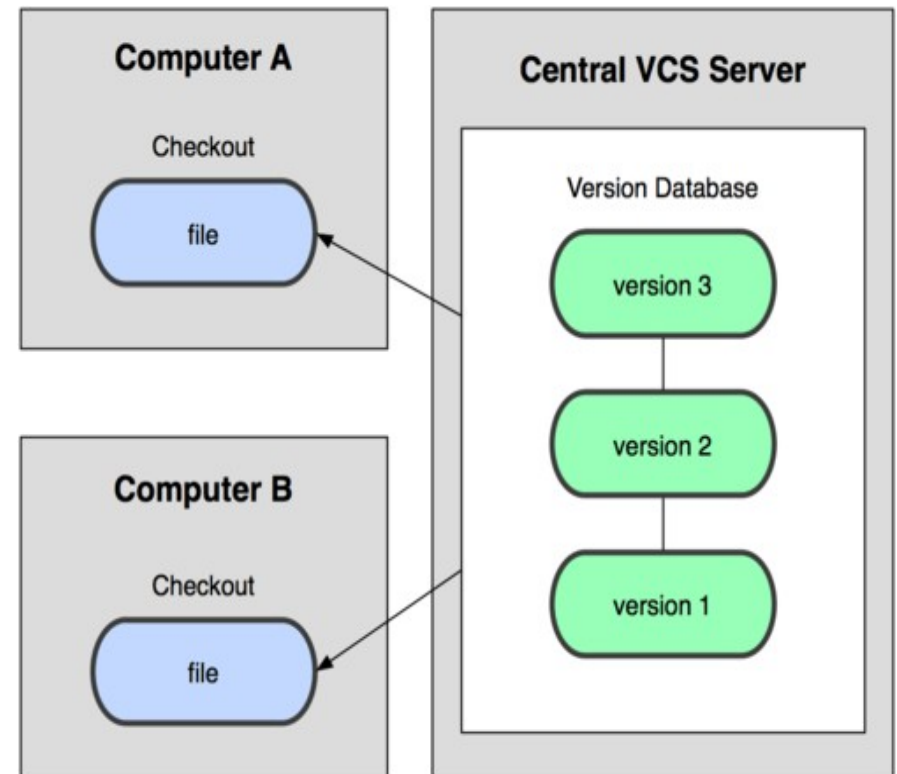 Computer A
Checkout
file
Computer B
Checkout
file
Central VCS Server
Version Database
version 3
version 2
version 1